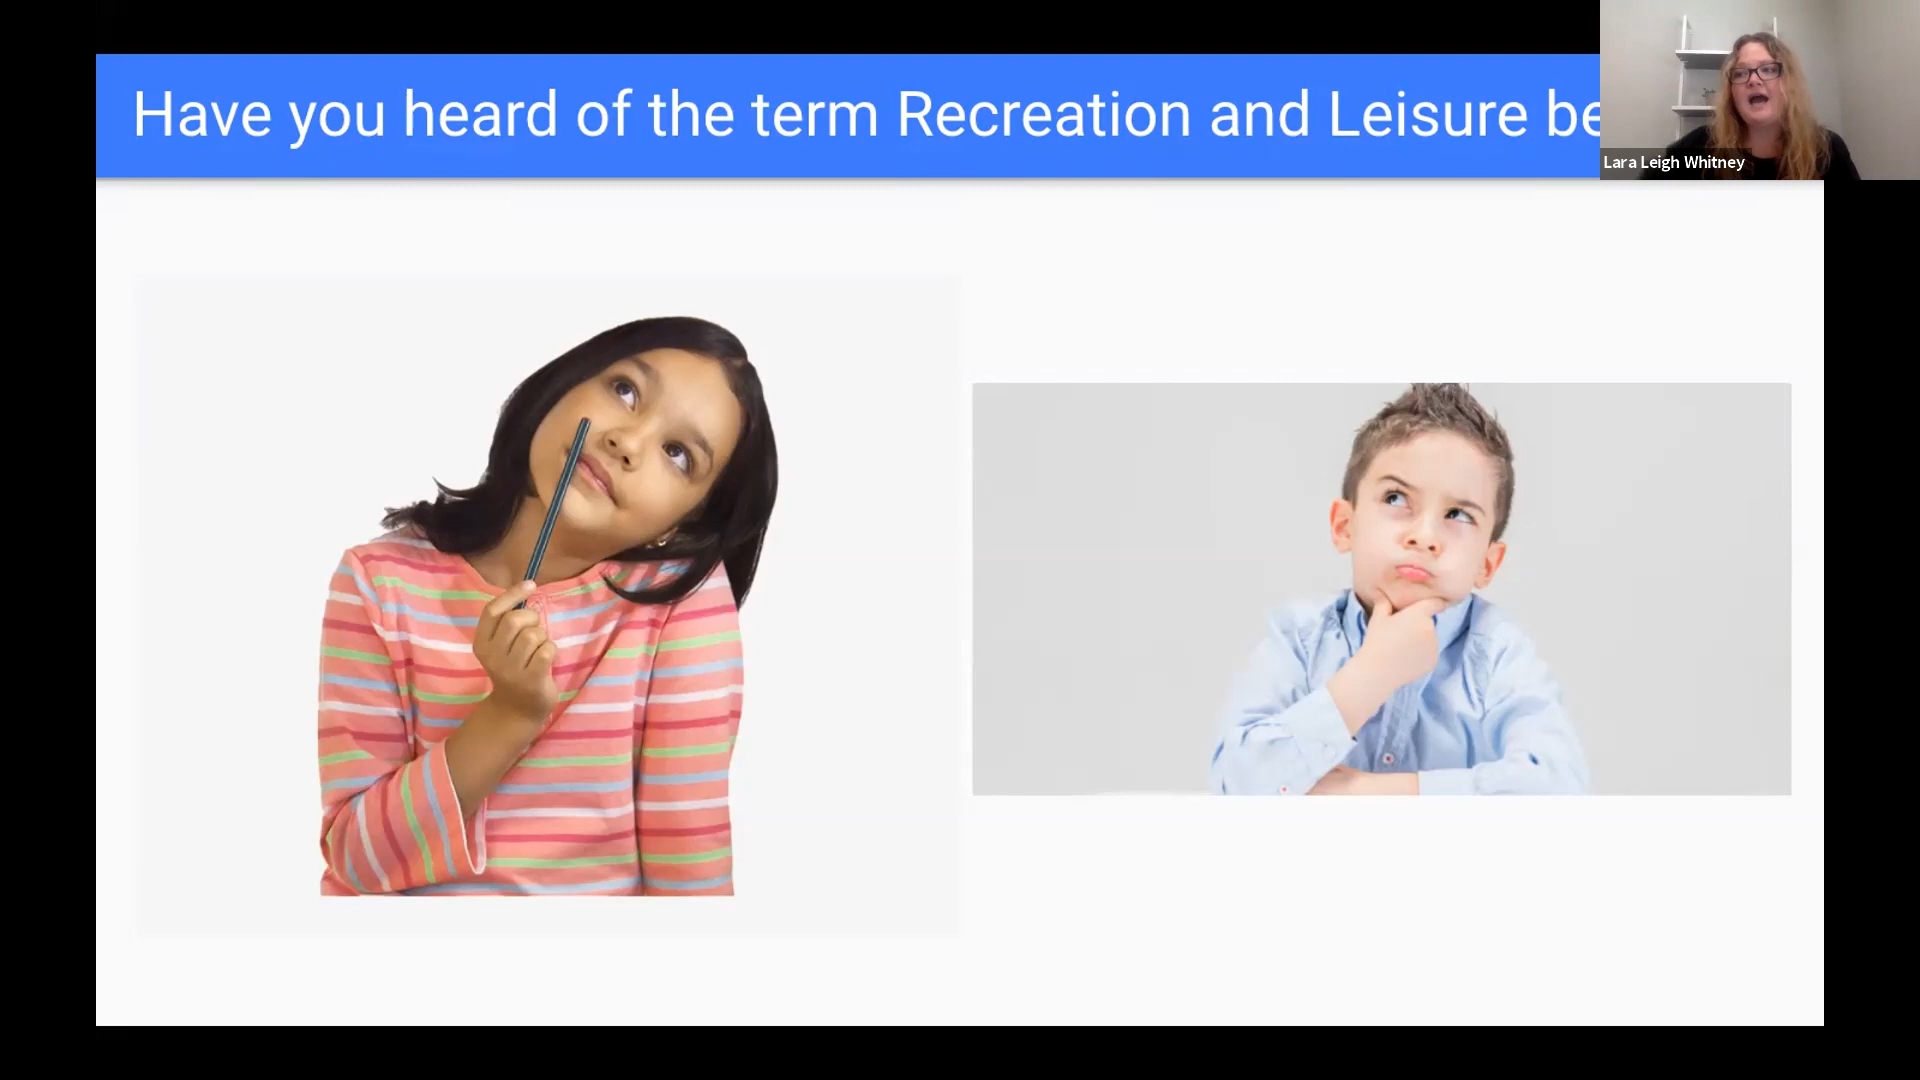 Have you heard of the term Recreation and Leisure be
Lara Leigh Whitney